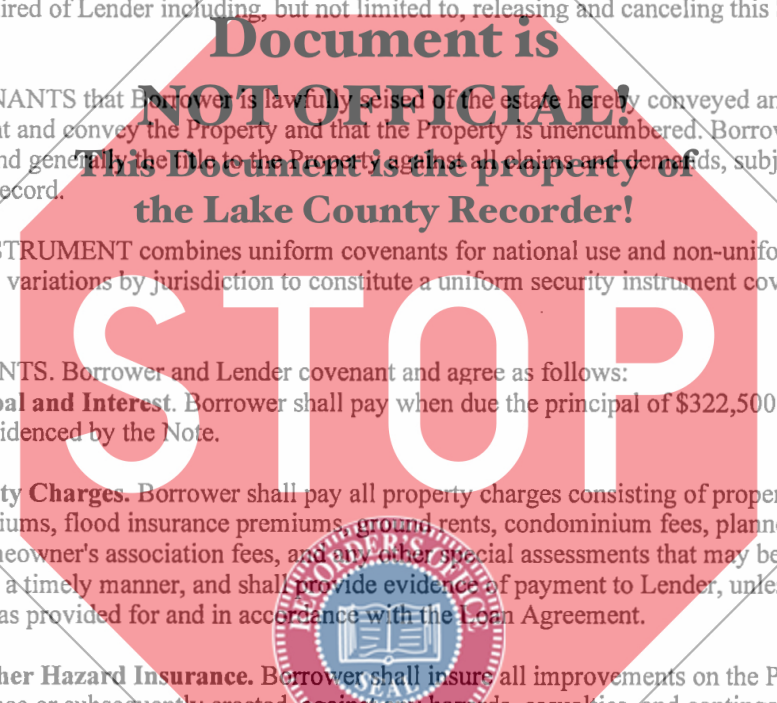 ired of Lender including, but not limited to, releasing and canceling this
Document is
NANTS that Borrower is lawfully seised of the estate hereby conveyed an
NOT OFFICIAL!
t and convey the Property and that the Property is unencumbered. Borrow
nd generally the title to the Property against all claims and demands, subj
This Document is the property of
ecord.
the Lake County Recorder!
STRUMENT combines uniform covenants for national use and non-unifo
variations by jurisdiction to constitute a uniform security instrument cov
STOP
NTS. Borrower and Lender covenant and agree as follows:
pal and Interest. Borrower shall pay when due the principal of $322,500
idenced by the Note.
ty Charges. Borrower shall pay all property charges consisting of proper
iums, flood insurance premiums, ground rents, condominium fees, planne
meowner's association fees, and any other special assessments that may be
a timely manner, and shall provide evidence of payment to Lender, unle
as provided for and in accordance with the Loan Agreement.
RECORDER'S OFFICE
SEAL
her Hazard Insurance. Borrower shall insure all improvements on the P